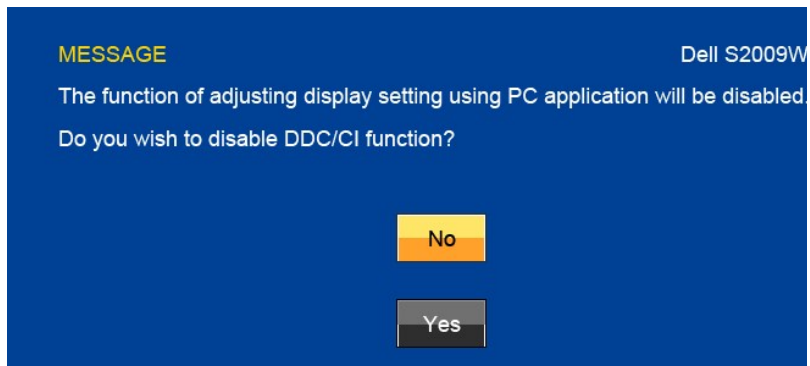 MESSAGE Dell S2009W
The function of adjusting display setting using PC application will be disabled.
Do you wish to disable DDC/CI function?
No
Yes